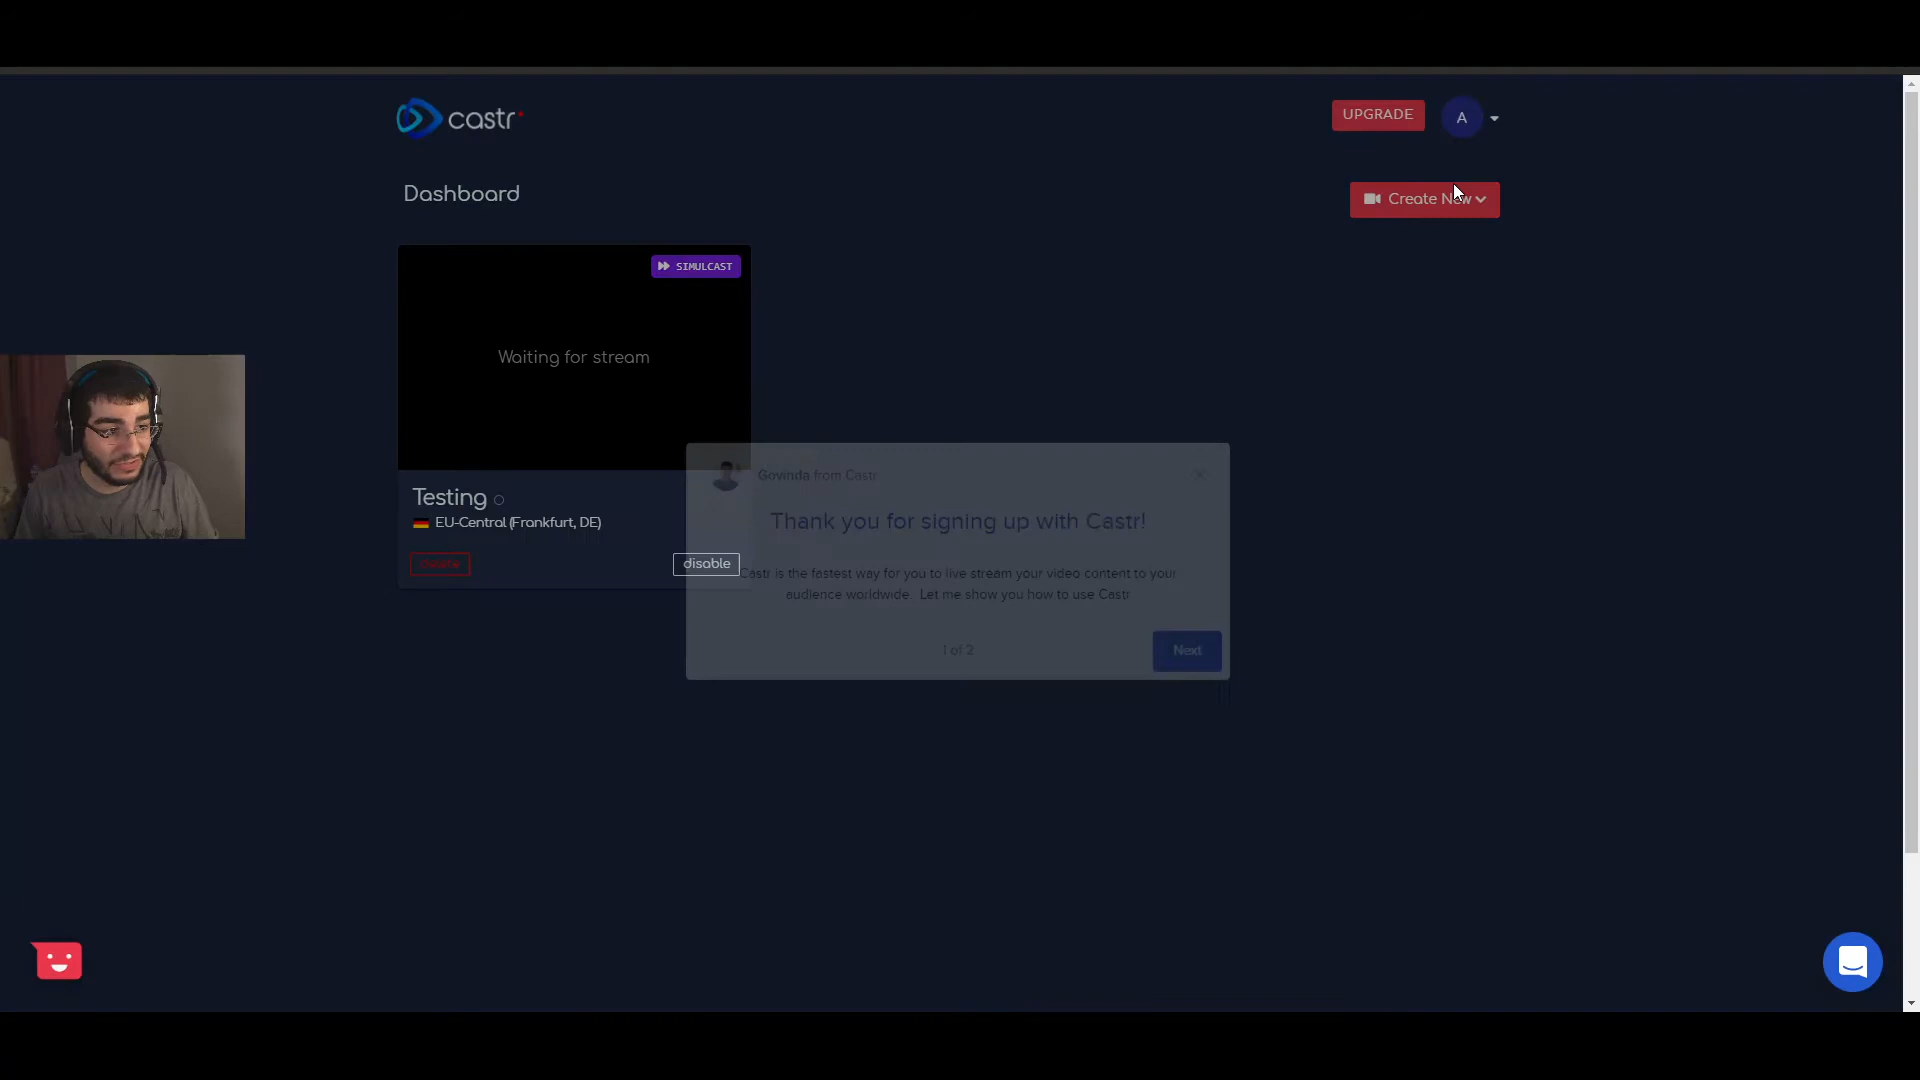 castr
UPGRADE
A
Dashboard
Create New
SIMULCAST
Waiting for stream
Govinda from Castr
Testing
Thank you for signing up with Castr!
EU-Central (Frankfurt, DE)
delete
disable
Castr is the fastest way for you to live stream your video content to your
audience worldwide. Let me show you how to use Castr
1 of 2
Next